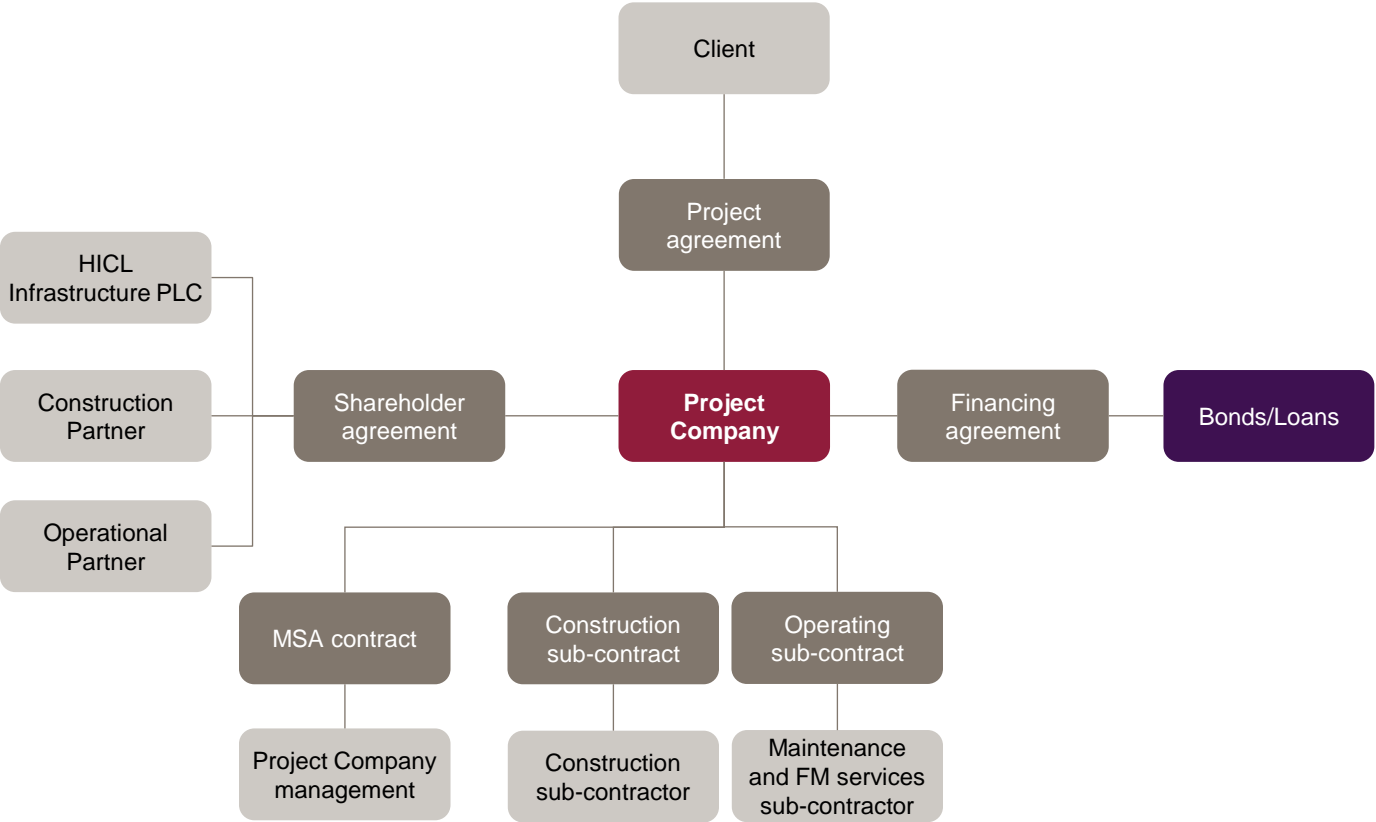 Client
Project
agreement
HICL
Infrastructure PLC
Construction
Partner
Operational
Partner
Shareholder
agreement
Project
Company
Financing
agreement
Bonds/Loans
MSA contract
Construction
sub-contract
Operating
sub-contract
Project Company
management
Construction
sub-contractor
Maintenance
and FM services
sub-contractor